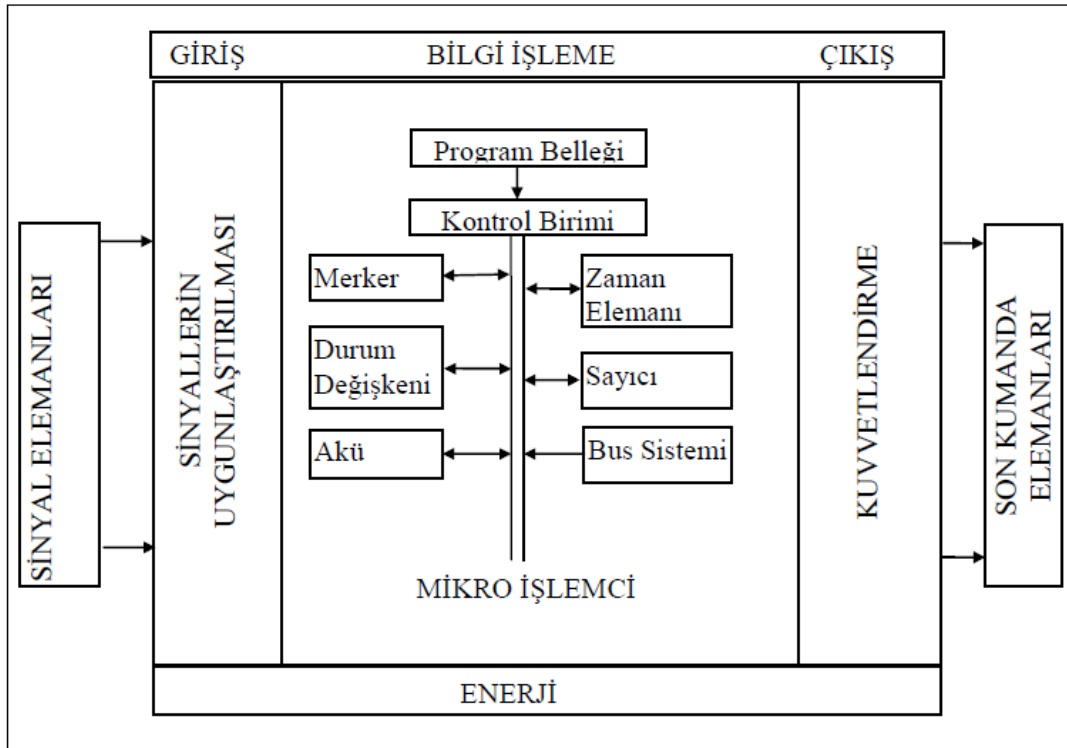 GİRİŞ
BİLGİ İŞLEME
ÇIKIŞ
SİNYAL ELEMANLARI
SİNYALLERİN
UYGUNLAŞTIRILMASI
Program Belleği
Kontrol Birimi
Merker
Zaman
Elemanı
Durum
Değişkeni
Sayıcı
Akü
Bus Sistemi
MİKRO İŞLEMCİ
KUVVETLENDİRME
SON KUMANDA
ELEMANLARI
ENERJİ